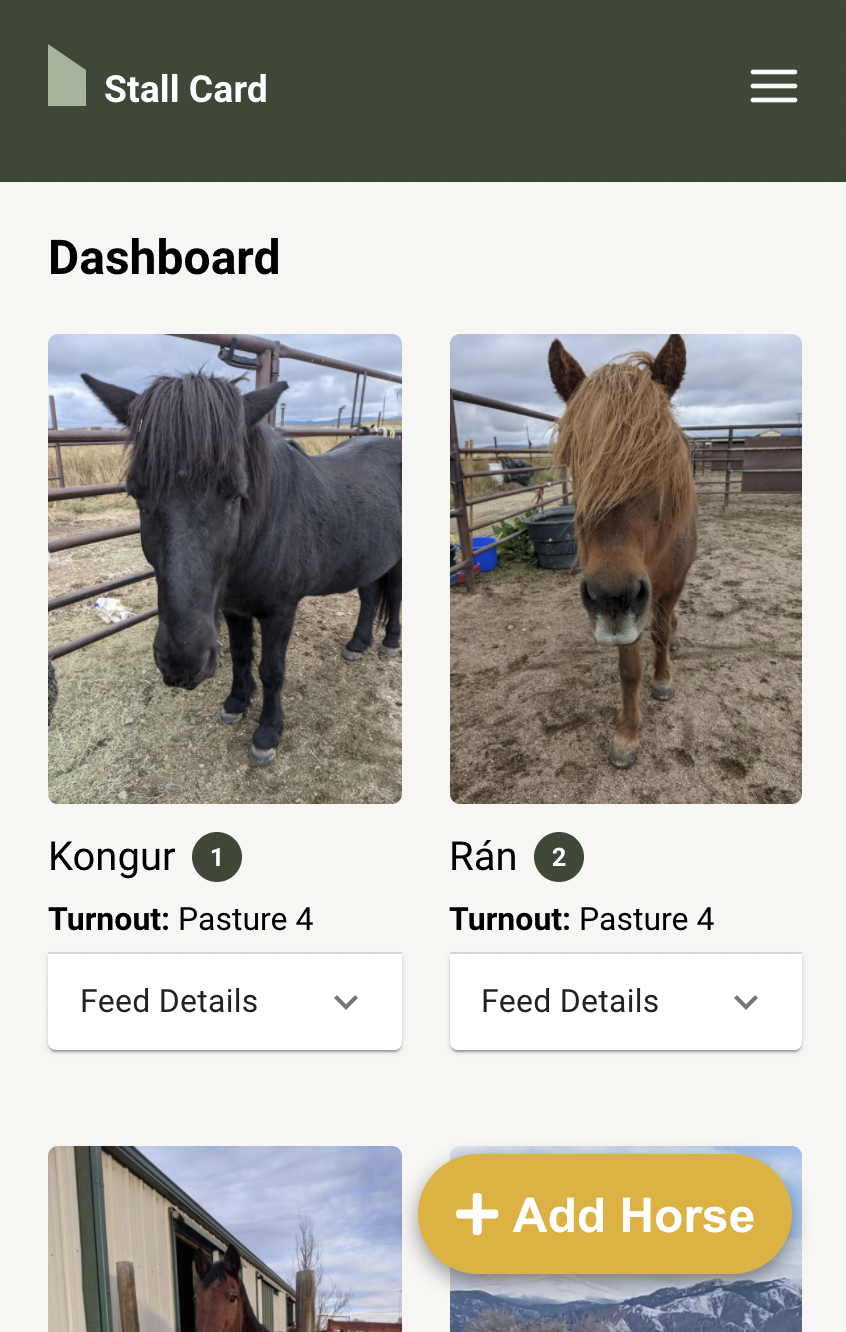 Stall Card
Dashboard
Kongur 1
Turnout: Pasture 4
Feed Details
Rán 2
Turnout: Pasture 4
Feed Details
Add Horse